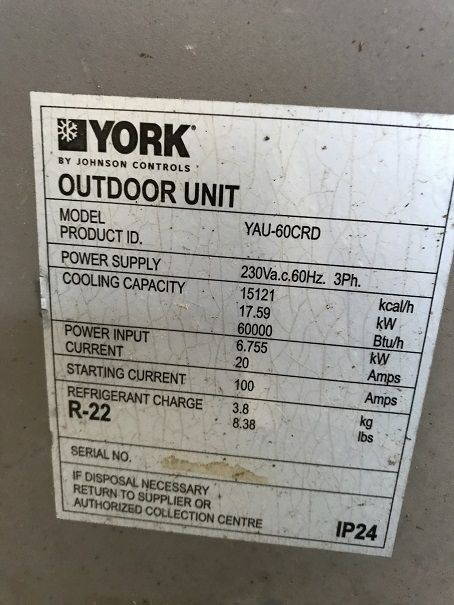 YORK®
BY JOHNSON CONTROLS
OUTDOOR UNIT
MODEL YAU-60CRD
PRODUCT ID.
POWER SUPPLY 230Va.c.60Hz. 3Ph.
COOLING CAPACITY 15121 kcal/h
17.59 kW
60000 Btu/h
POWER INPUT 6.755 kW
CURRENT 20 Amps
STARTING CURRENT 100 Amps
REFRIGERANT CHARGE 3.8 kg
R-22 8.38 lbs
SERIAL NO.
IF DISPOSAL NECESSARY
RETURN TO SUPPLIER OR
AUTHORIZED COLLECTION CENTRE
IP24